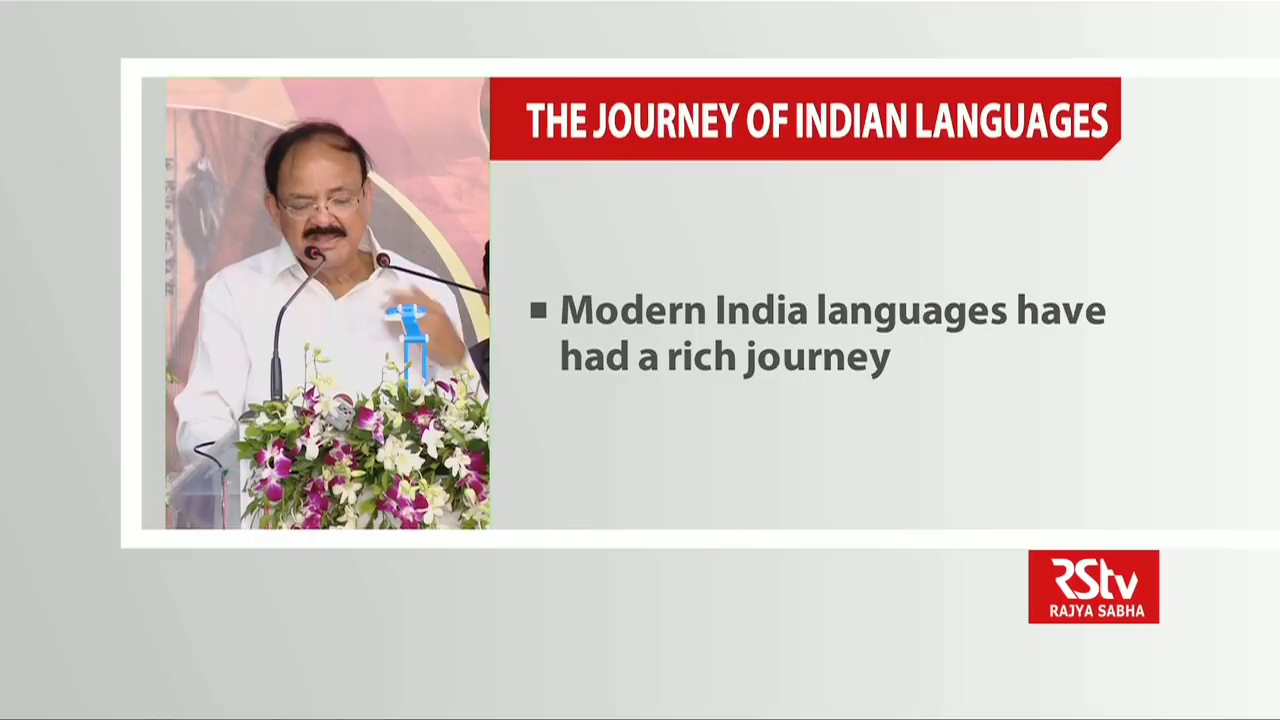 THE JOURNEY OF INDIAN LANGUAGES
■ Modern India languages have
had a rich journey
RStv
RAJYA SABHA